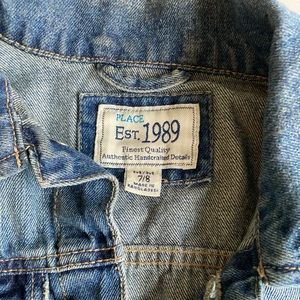 PLACE
EST. 1989
Finest Quality
Authentic Handcrafted Details
7/8
MADE IN
BANGLADESH